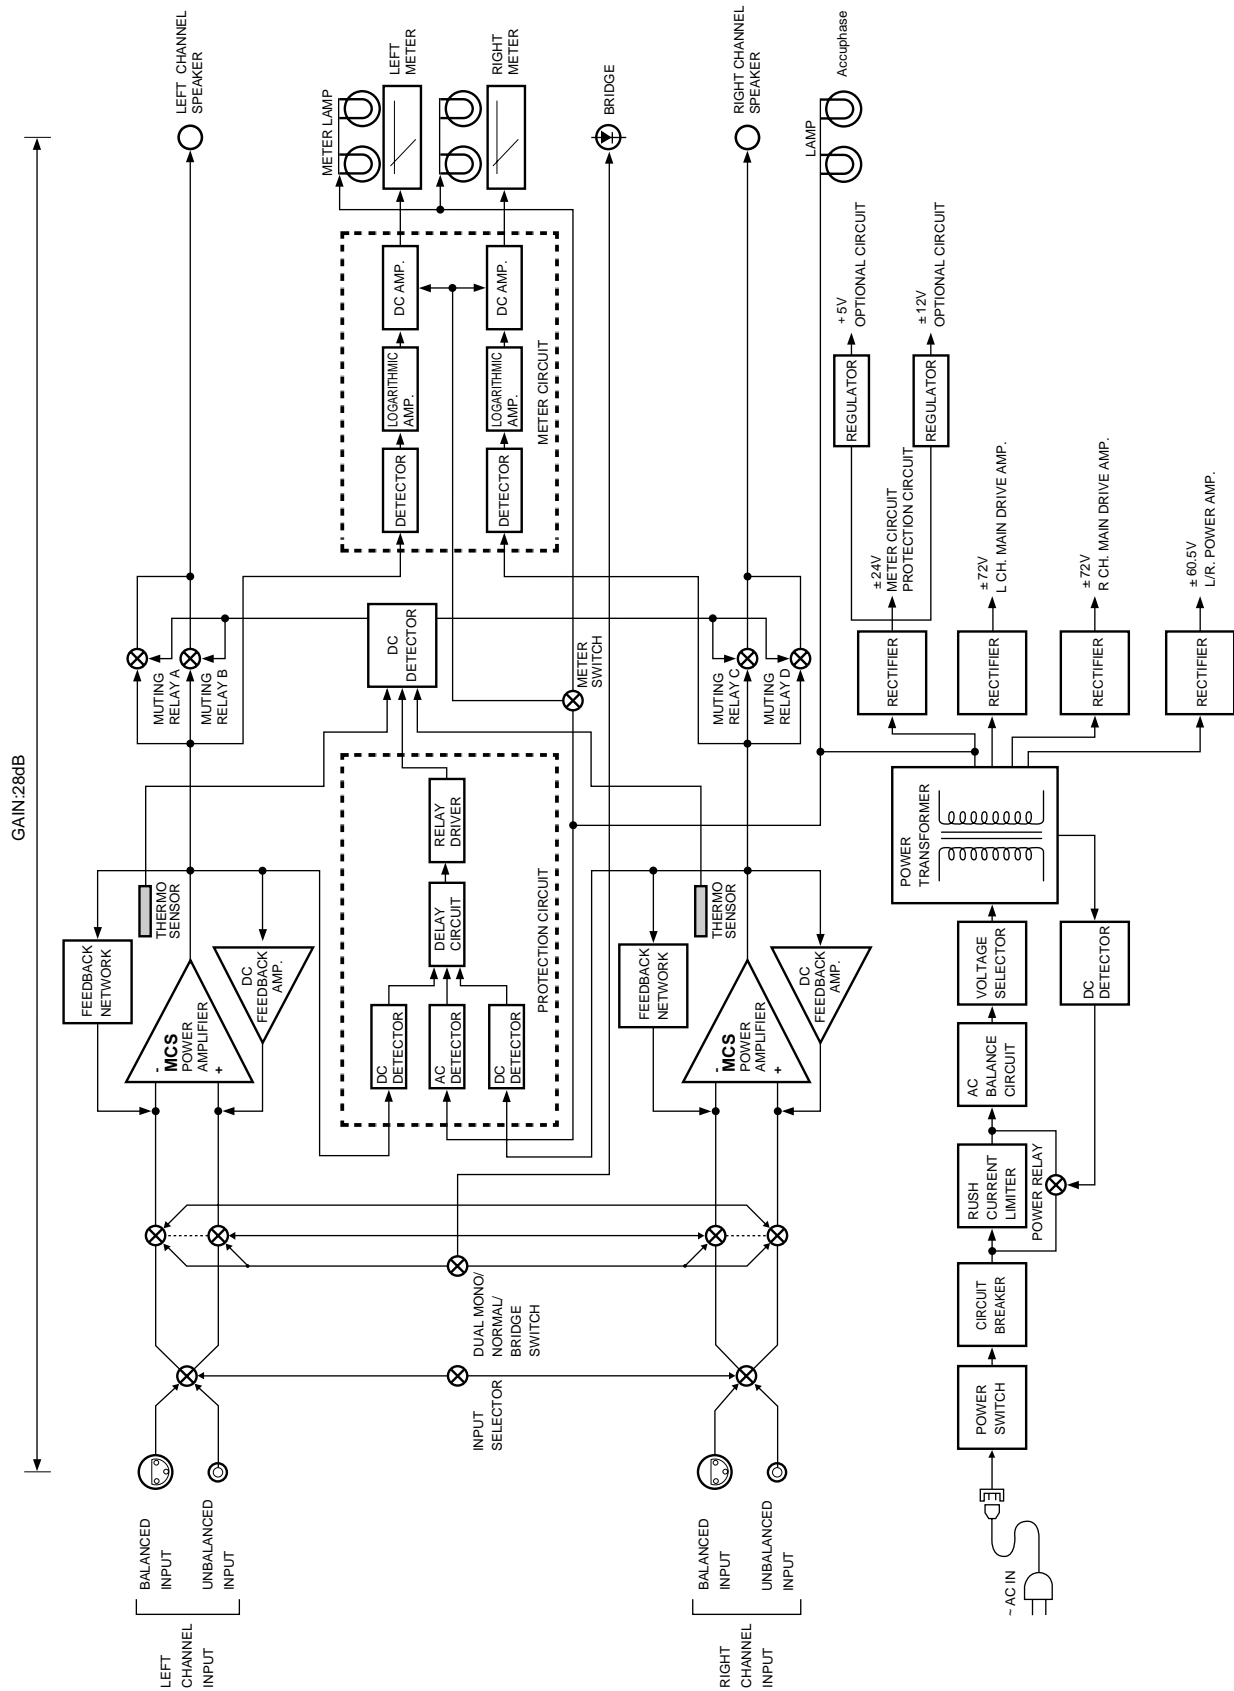 GAIN:28dB
LEFT
CHANNEL
INPUT
BALANCED
INPUT
UNBALANCED
INPUT
FEEDBACK
NETWORK
-
MCS
POWER
AMPLIFIER
+
THERMO
SENSOR
DC
FEEDBACK
AMP.
MUTING
RELAY A
MUTING
RELAY B
LEFT CHANNEL
SPEAKER
INPUT
SELECTOR
DUAL MONO/
NORMAL/
BRIDGE
SWITCH
DC
DETECTOR
AC
DETECTOR
DC
DETECTOR
DELAY
CIRCUIT
RELAY
DRIVER
PROTECTION CIRCUIT
DC
DETECTOR
METER
SWITCH
DETECTOR
LOGARITHMIC
AMP.
DC AMP.
DETECTOR
LOGARITHMIC
AMP.
DC AMP.
METER CIRCUIT
METER LAMP
LEFT
METER
RIGHT
METER
BRIDGE
RIGHT
CHANNEL
INPUT
BALANCED
INPUT
UNBALANCED
INPUT
FEEDBACK
NETWORK
-
MCS
POWER
AMPLIFIER
+
THERMO
SENSOR
DC
FEEDBACK
AMP.
MUTING
RELAY C
MUTING
RELAY D
RIGHT CHANNEL
SPEAKER
LAMP
Accuphase
~ AC IN
POWER
SWITCH
CIRCUIT
BREAKER
RUSH
CURRENT
LIMITER
POWER RELAY
AC
BALANCE
CIRCUIT
VOLTAGE
SELECTOR
DC
DETECTOR
POWER
TRANSFORMER
RECTIFIER
RECTIFIER
RECTIFIER
RECTIFIER
±24V
METER CIRCUIT
PROTECTION CIRCUIT
±72V
L CH. MAIN DRIVE AMP.
±72V
R CH. MAIN DRIVE AMP.
±60.5V
L/R. POWER AMP.
REGULATOR
REGULATOR
+5V
OPTIONAL CIRCUIT
±12V
OPTIONAL CIRCUIT